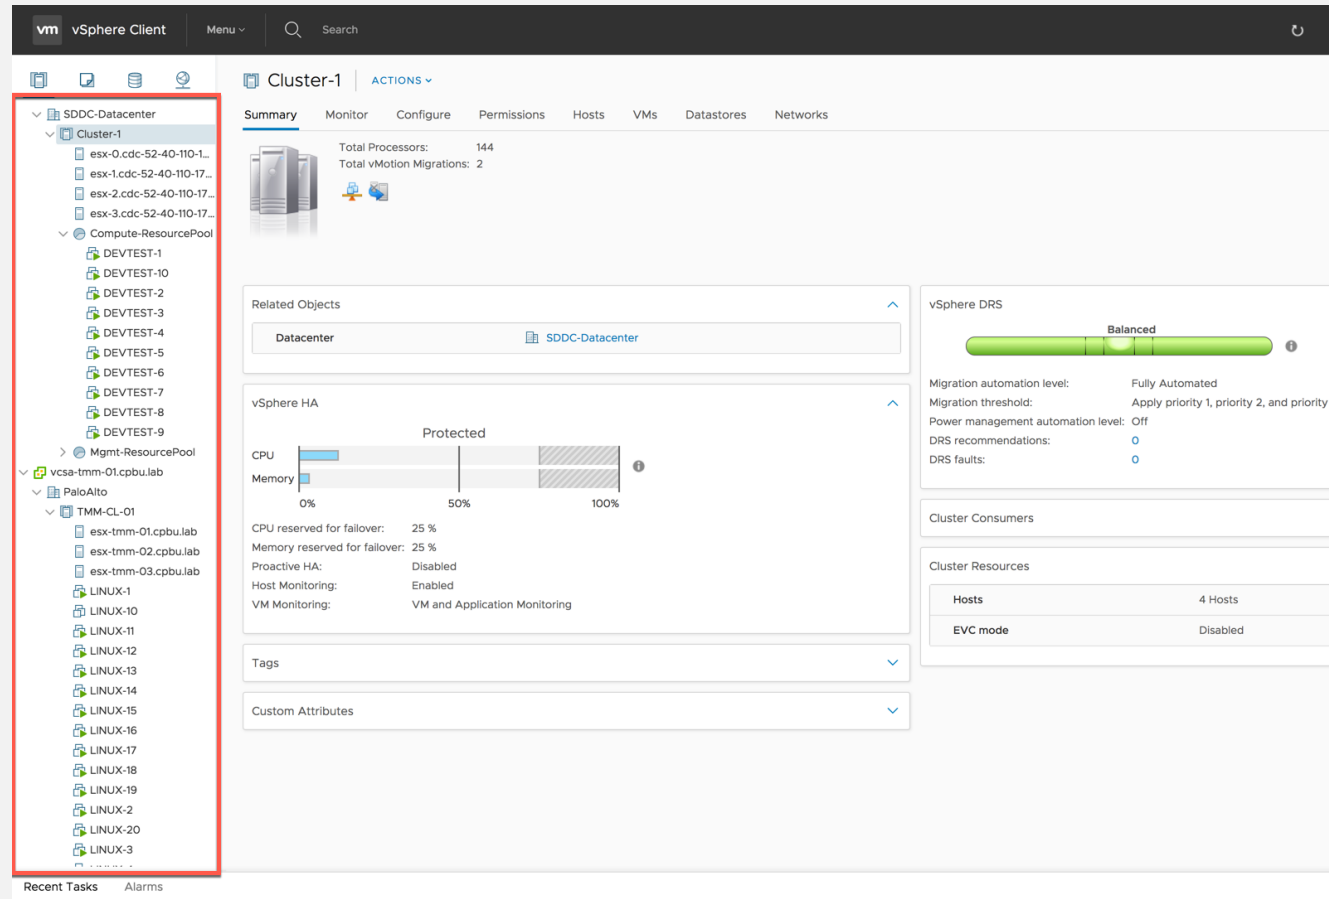 vm vSphere Client Menu Search
Cluster-1 ACTIONS
Summary Monitor Configure Permissions Hosts VMs Datastores Networks
SDDC-Datacenter
Cluster-1
esx-0.cdc-52-40-110-1...
esx-1.cdc-52-40-110-17...
esx-2.cdc-52-40-110-17...
esx-3.cdc-52-40-110-17...
Compute-ResourcePool
DEVTEST-1
DEVTEST-10
DEVTEST-2
DEVTEST-3
DEVTEST-4
DEVTEST-5
DEVTEST-6
DEVTEST-7
DEVTEST-8
DEVTEST-9
Mgmt-ResourcePool
vcsa-tmm-01.cpbu.lab
PaloAlto
TMM-CL-01
esx-tmm-01.cpbu.lab
esx-tmm-02.cpbu.lab
esx-tmm-03.cpbu.lab
LINUX-1
LINUX-10
LINUX-11
LINUX-12
LINUX-13
LINUX-14
LINUX-15
LINUX-16
LINUX-17
LINUX-18
LINUX-19
LINUX-2
LINUX-20
LINUX-3
Total Processors: 144
Total vMotion Migrations: 2
Related Objects
Datacenter SDDC-Datacenter
vSphere HA
Protected
CPU
Memory
0% 50% 100%
CPU reserved for failover: 25 %
Memory reserved for failover: 25 %
Proactive HA: Disabled
Host Monitoring: Enabled
VM Monitoring: VM and Application Monitoring
Tags
Custom Attributes
vSphere DRS
Balanced
Migration automation level: Fully Automated
Migration threshold: Apply priority 1, priority 2, and priority
Power management automation level: Off
DRS recommendations: 0
DRS faults: 0
Cluster Consumers
Cluster Resources
Hosts 4 Hosts
EVC mode Disabled
Recent Tasks Alarms